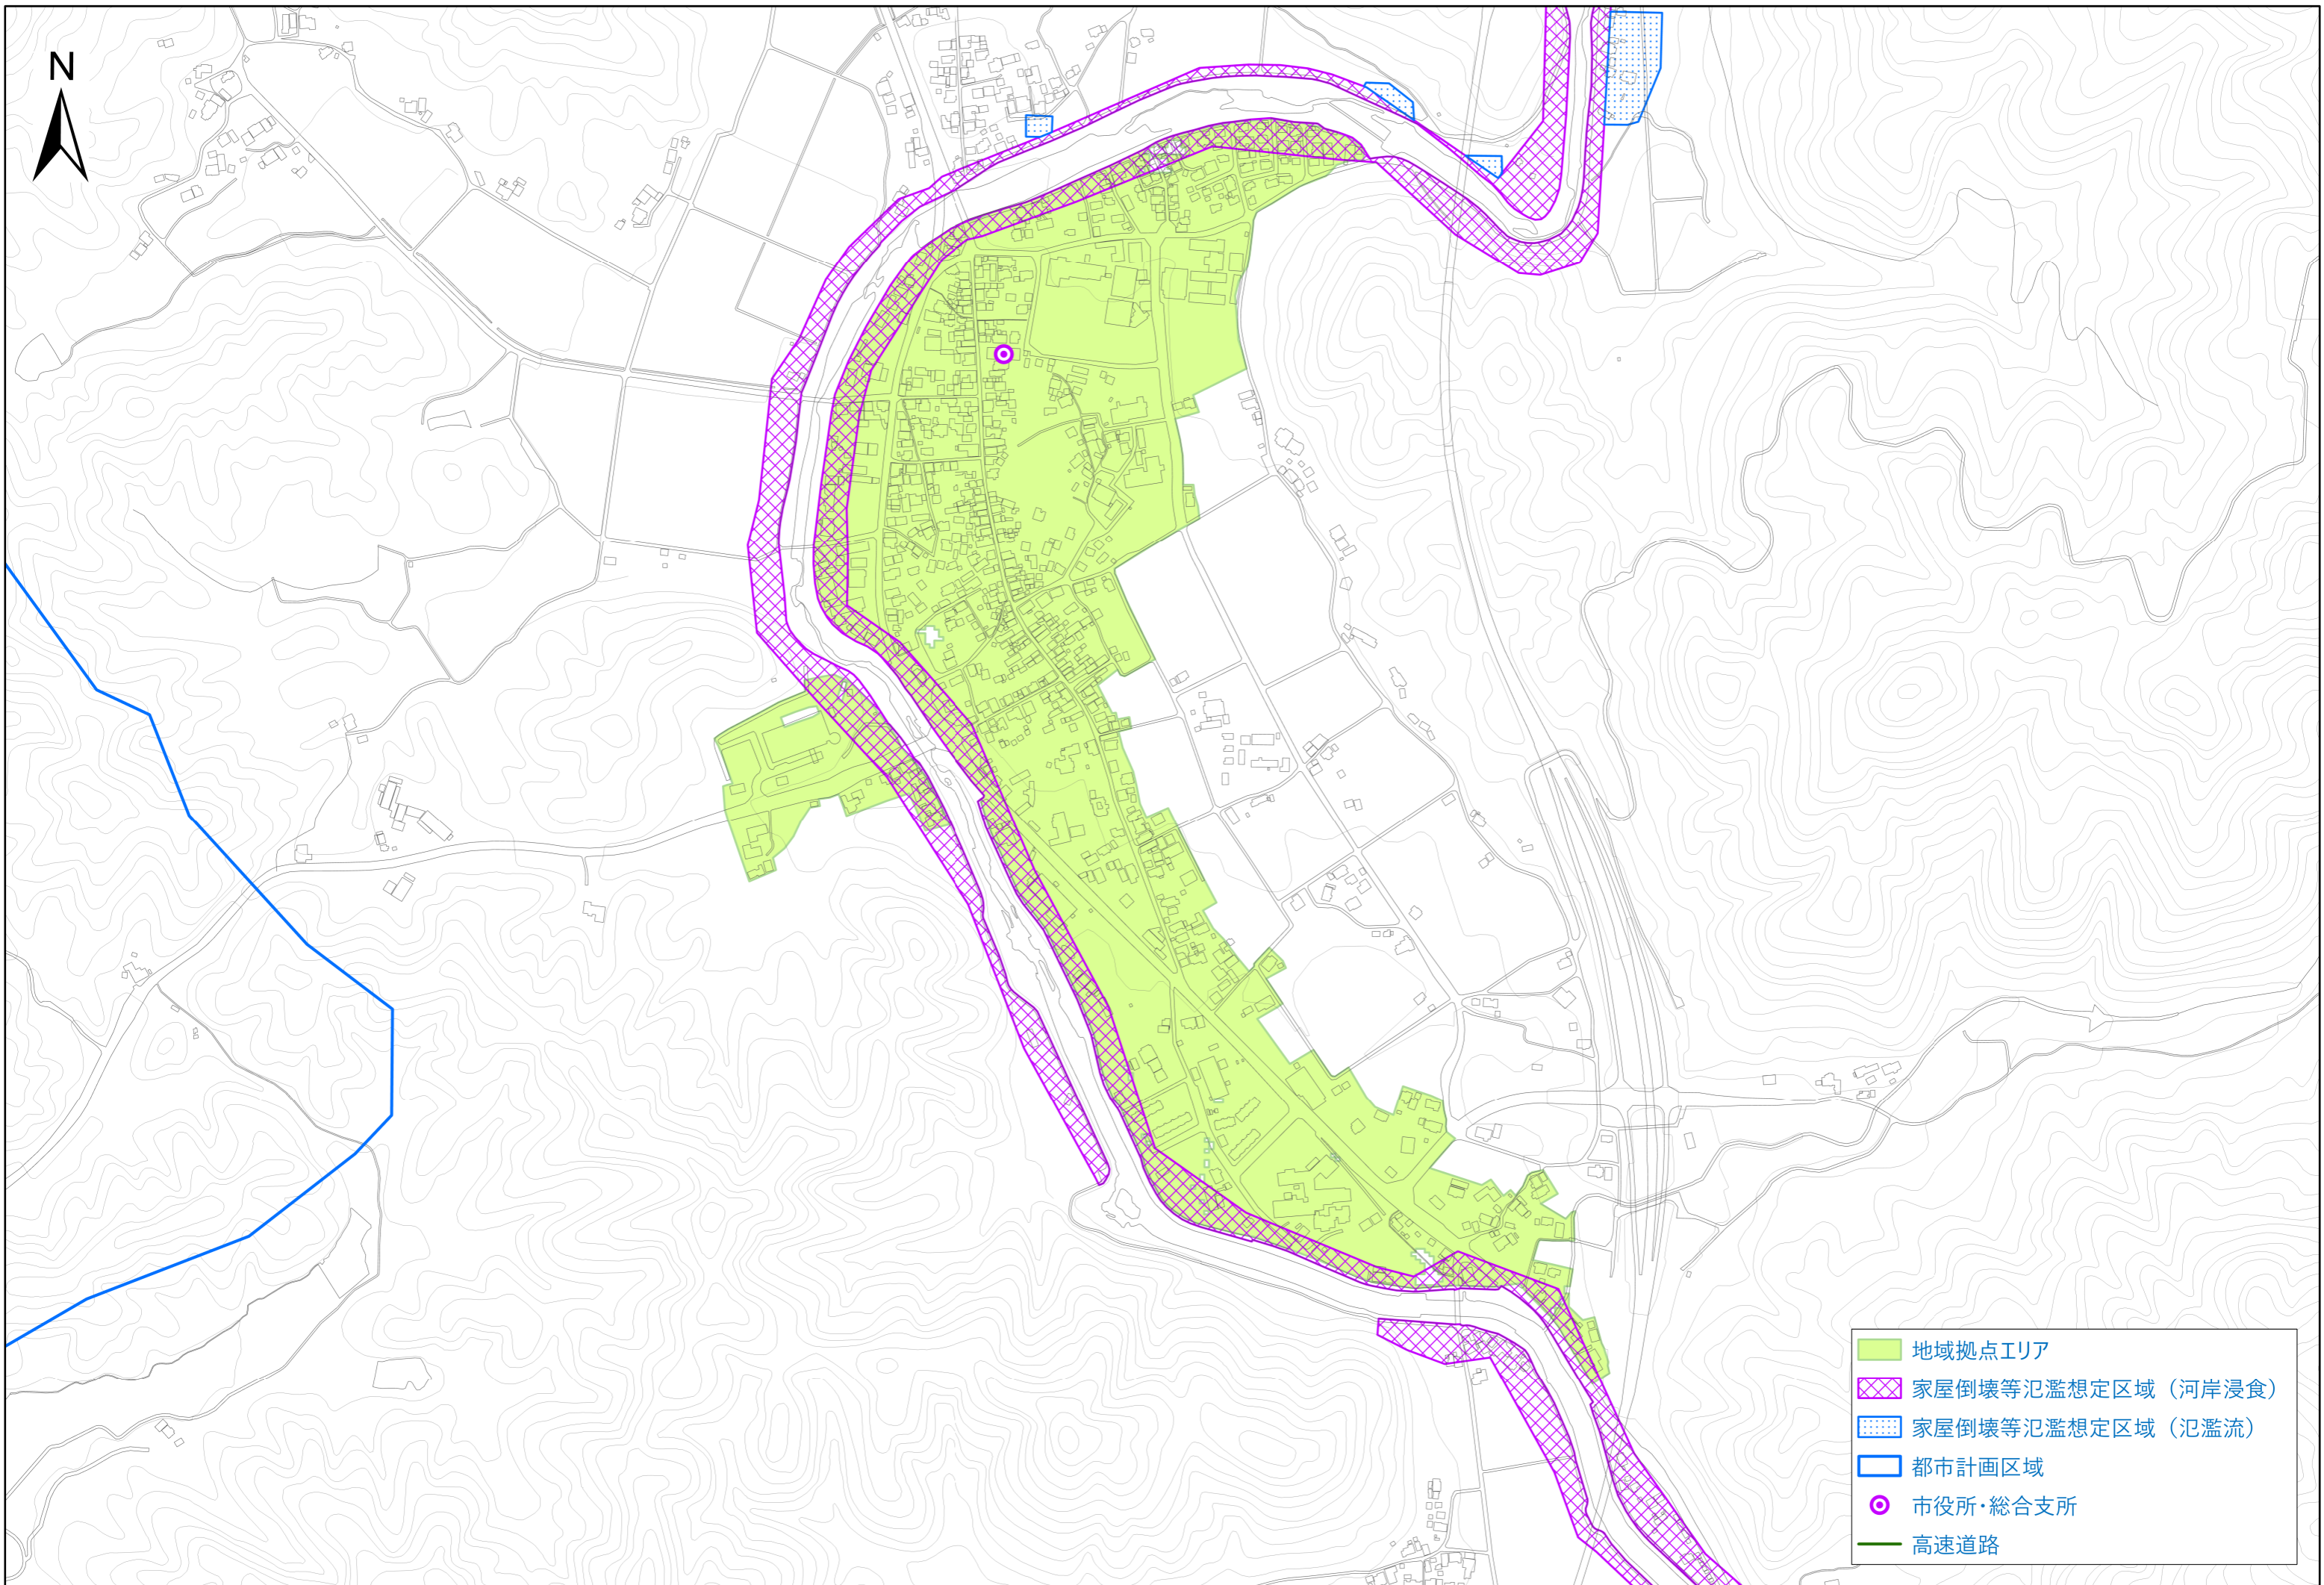 N
地域拠点エリア
家屋倒壊等氾濫想定区域（河岸浸食）
家屋倒壊等氾濫想定区域（氾濫流）
都市計画区域
市役所・総合支所
高速道路